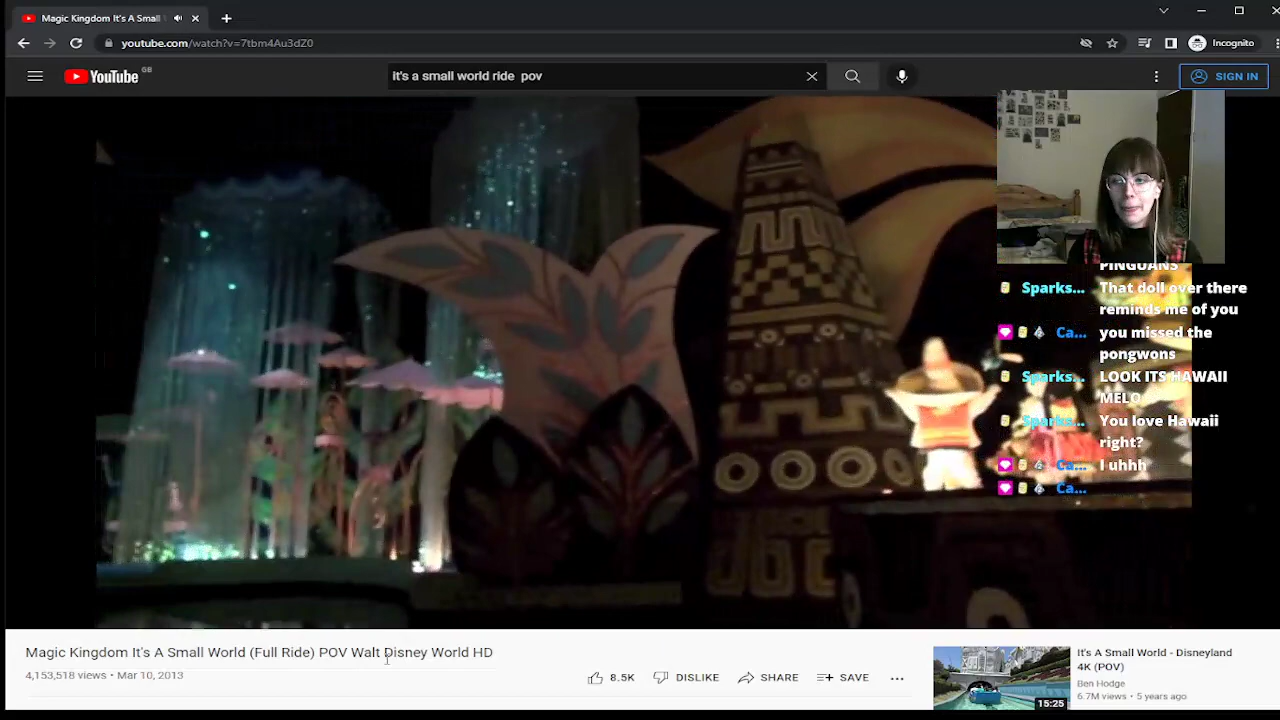 Magic Kingdom It's A Small
youtube.com/watch?v=7tbm4Au3dZ0
Incognito
YouTube GB
it's a small world ride pov
SIGN IN
PINGUANS
Sparks... That doll over there
reminds me of you
Ca... you missed the
pongwons
Sparks... LOOK ITS HAWAII
MELO
Sparks... You love Hawaii
right?
Ca... I uhhh
Ca...
Magic Kingdom It's A Small World (Full Ride) POV Walt Disney World HD
4,153,518 views • Mar 10, 2013
8.5K DISLIKE SHARE SAVE
It's A Small World - Disneyland
4K (POV)
Ben Hodge
6.7M views • 5 years ago
15:25